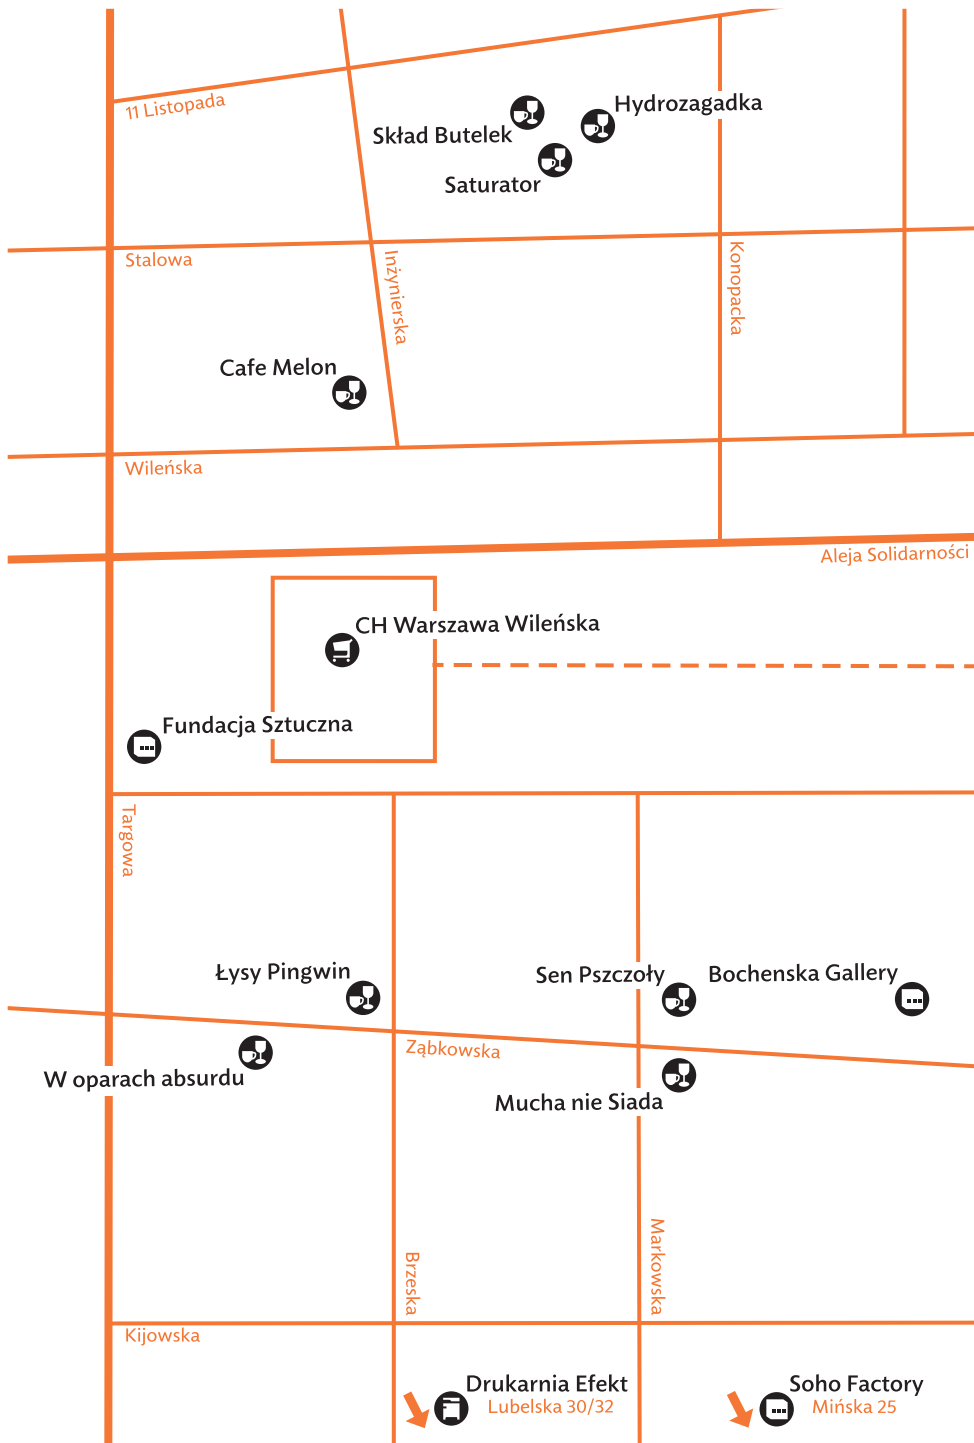 11 Listopada
Hydrozagadka
Skład Butelek
Saturator
Stalowa
Inżynierska
Konopacka
Cafe Melon
Wileńska
Aleja Solidarności
CH Warszawa Wileńska
Fundacja Sztuczna
Targowa
Łysy Pingwin
Sen Pszczoły
Bochenska Gallery
Ząbkowska
W oparach absurdu
Mucha nie Siada
Brzeska
Markowska
Kijowska
Drukarnia Efekt
Lubelska 30/32
Soho Factory
Mińska 25